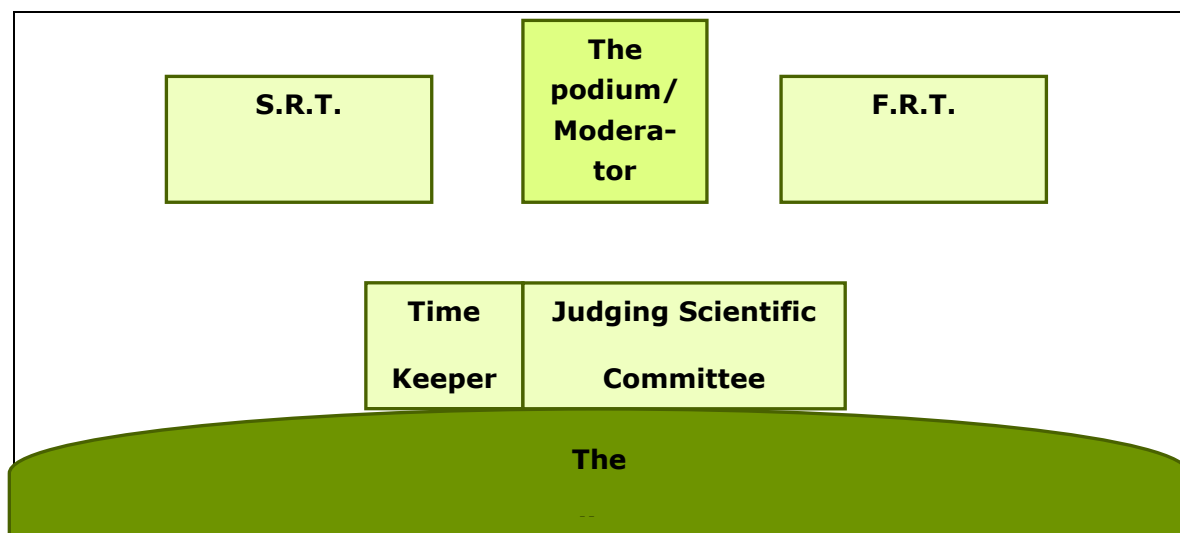 The
podium/
Modera-
tor
S.R.T.
F.R.T.
Time
Keeper
Judging Scientific
Committee
The